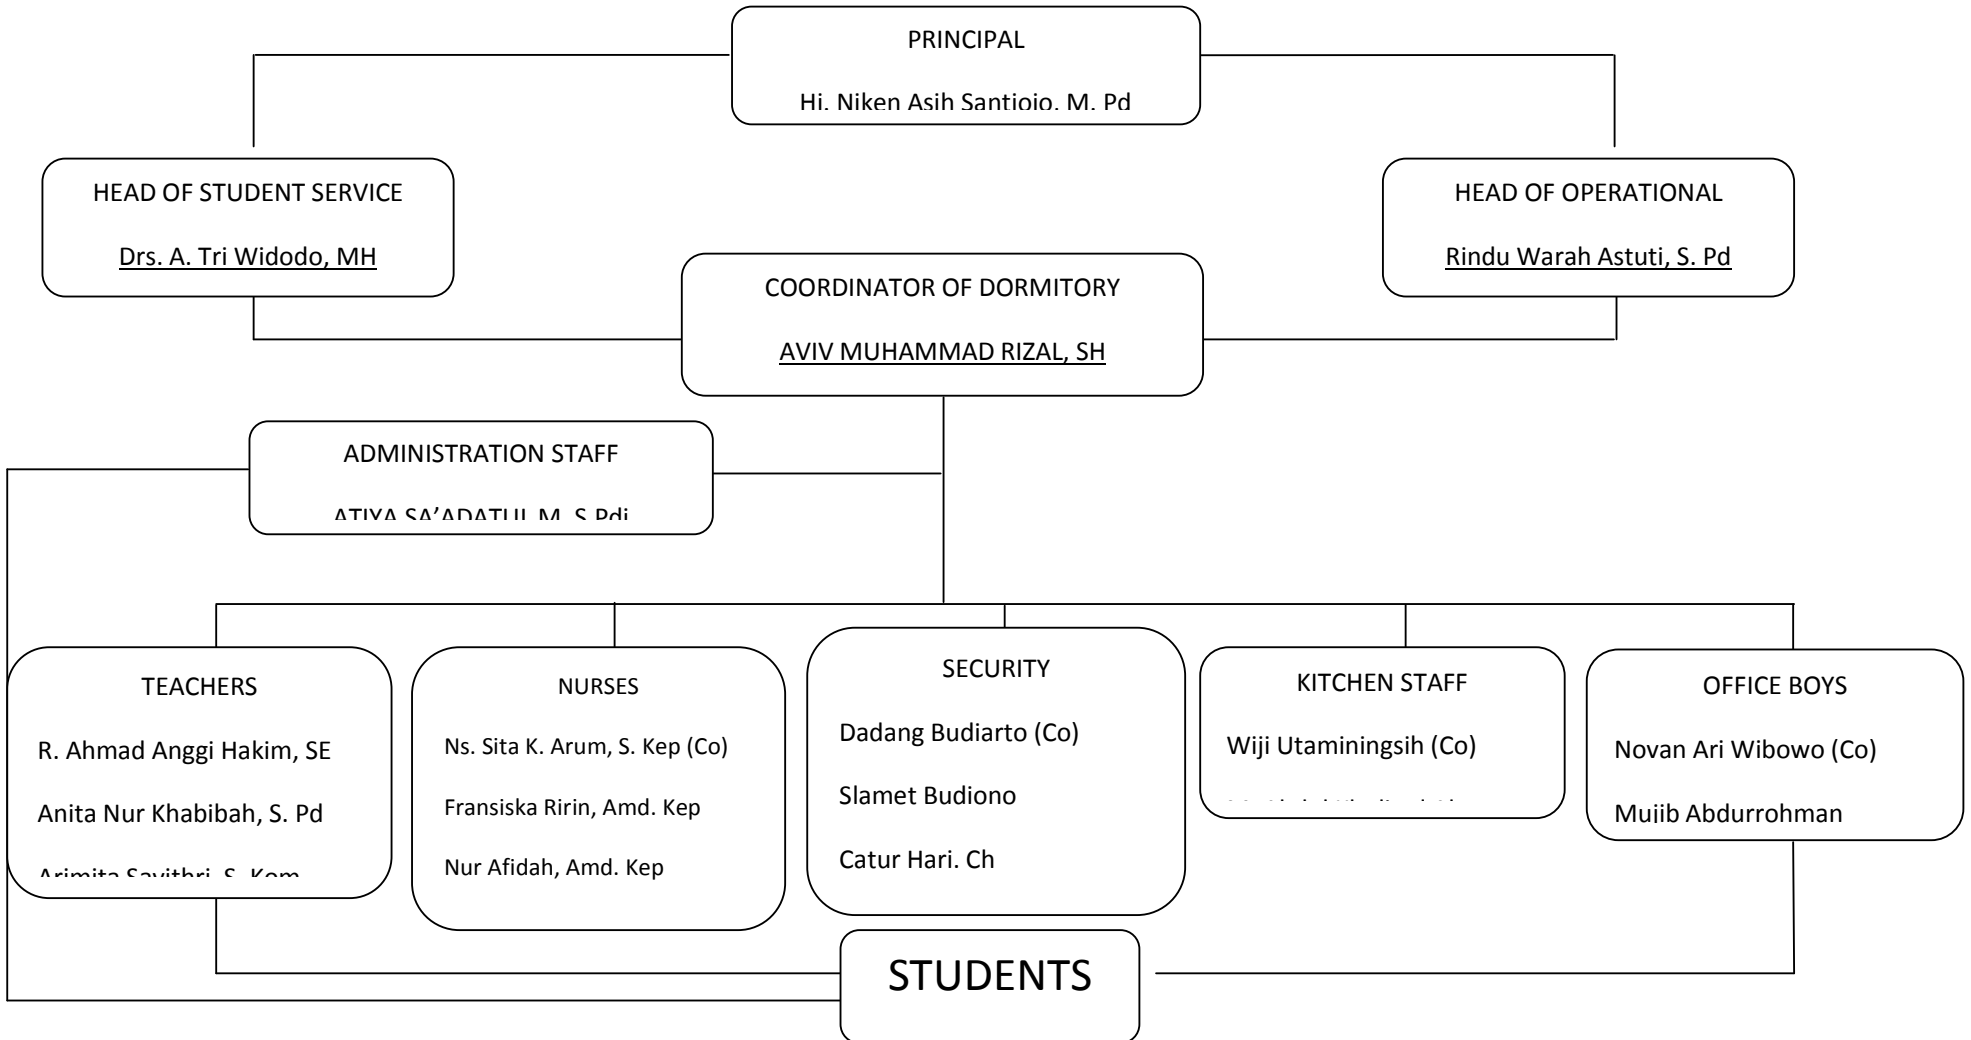 PRINCIPAL
Hj. Niken Asih Santjojo, M. Pd
HEAD OF STUDENT SERVICE
Drs. A. Tri Widodo, MH
HEAD OF OPERATIONAL
Rindu Warah Astuti, S. Pd
COORDINATOR OF DORMITORY
AVIV MUHAMMAD RIZAL, SH
ADMINISTRATION STAFF
ATIYA SA’ADATUL M, S.Pdi
TEACHERS
R. Ahmad Anggi Hakim, SE
Anita Nur Khabibah, S. Pd
Arimita Sayithri, S. Kom
NURSES
Ns. Sita K. Arum, S. Kep (Co)
Fransiska Ririn, Amd. Kep
Nur Afidah, Amd. Kep
SECURITY
Dadang Budiarto (Co)
Slamet Budiono
Catur Hari. Ch
KITCHEN STAFF
Wiji Utaminingsih (Co)
OFFICE BOYS
Novan Ari Wibowo (Co)
Mujib Abdurrohman
STUDENTS